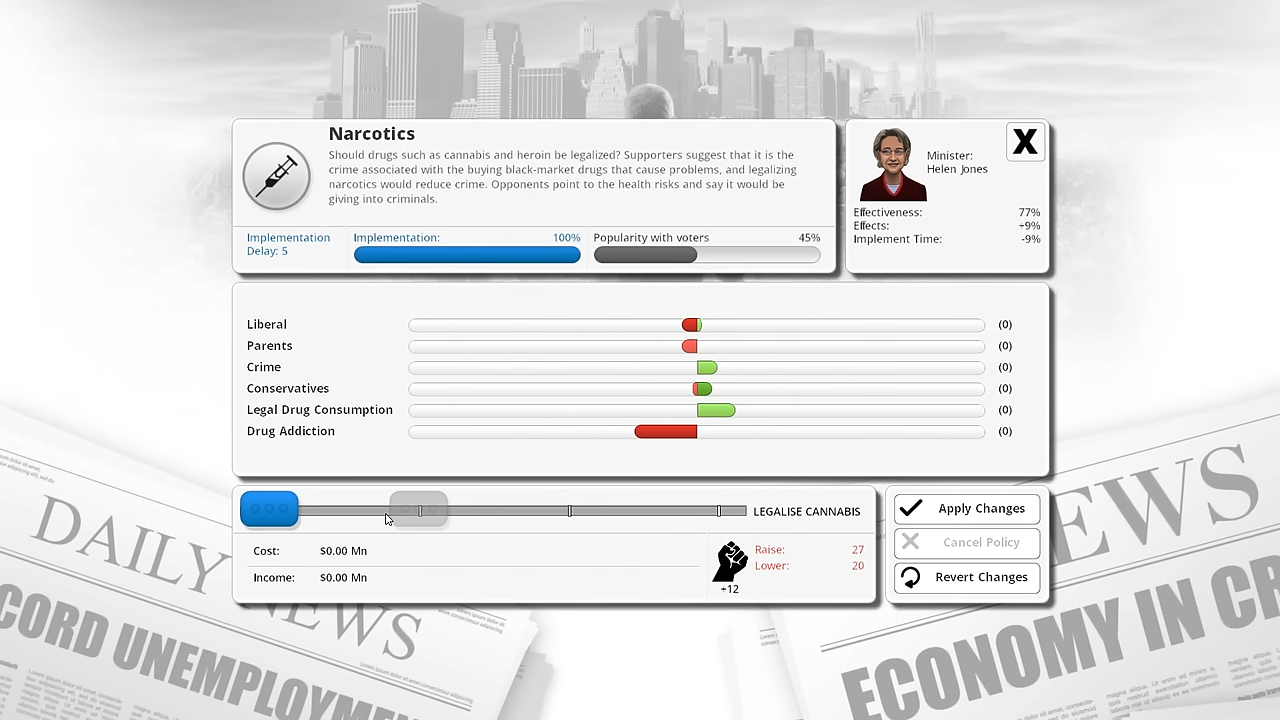 Narcotics
Should drugs such as cannabis and heroin be legalized? Supporters suggest that it is the
crime associated with the buying black-market drugs that cause problems, and legalizing
narcotics would reduce crime. Opponents point to the health risks and say it would be
giving into criminals.
Implementation
Delay: 5
Implementation: 100%
Popularity with voters 45%
Minister:
Helen Jones
X
Effectiveness: 77%
Effects: +9%
Implement Time: -9%
Liberal (0)
Parents (0)
Crime (0)
Conservatives (0)
Legal Drug Consumption (0)
Drug Addiction (0)
LEGALISE CANNABIS
Cost: $0.00 Mn
Income: $0.00 Mn
+12
Raise: 27
Lower: 20
Apply Changes
Cancel Policy
Revert Changes
DAILY NEWS
CORD UNEMPLOYME
EWS
ECONOMY IN CR